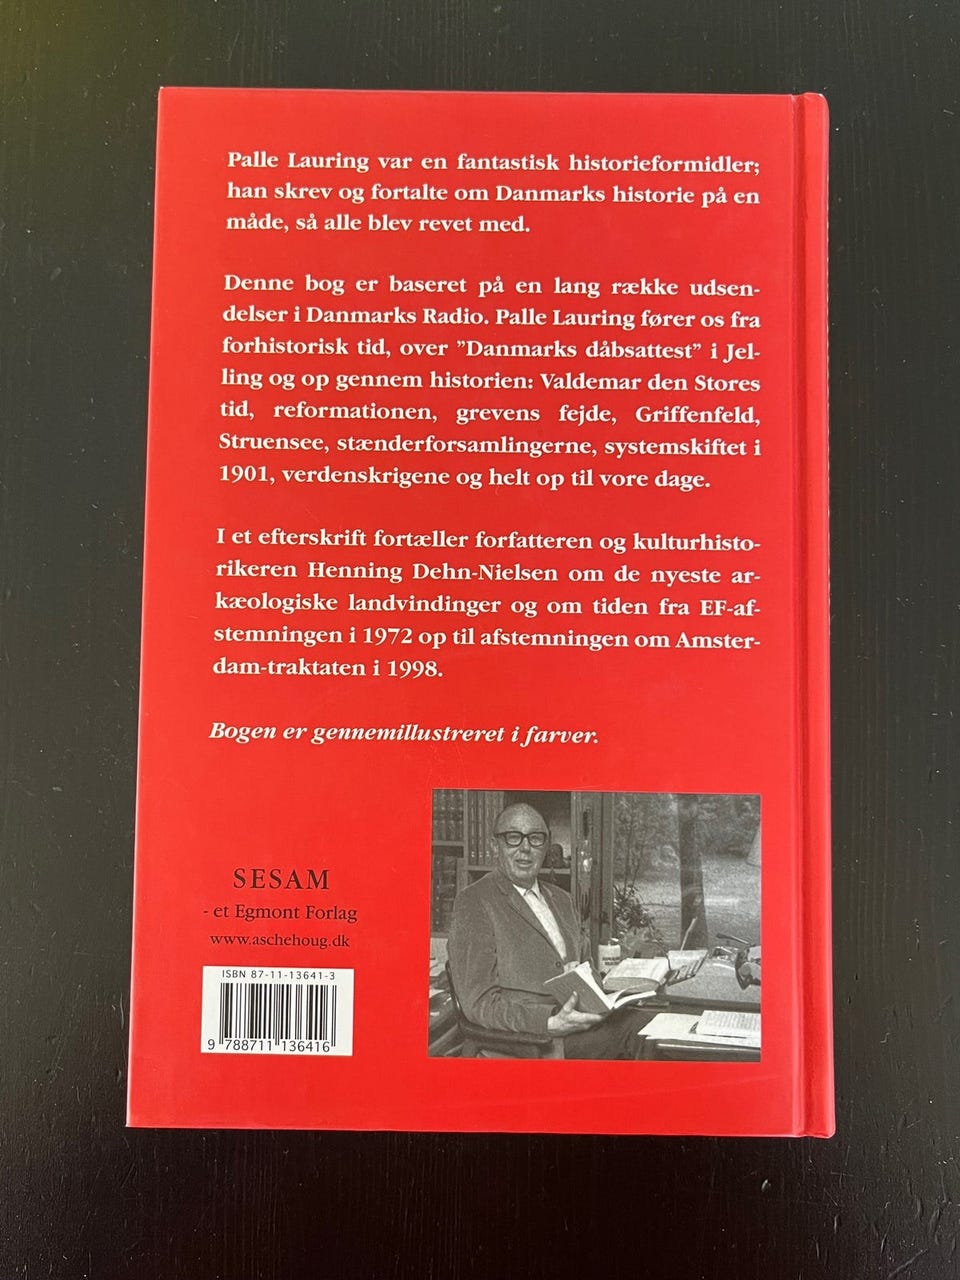 Palle Lauring var en fantastisk historieformidler;
han skrev og fortalte om Danmarks historie på en
måde, så alle blev revet med.
Denne bog er baseret på en lang række udsen-
delser i Danmarks Radio. Palle Lauring fører os fra
forhistorisk tid, over ”Danmarks dåbsattest” i Jel-
ling og op gennem historien: Valdemar den Stores
tid, reformationen, grevens fejde, Griffenfeld,
Struensee, stænderforsamlingerne, systemskiftet i
1901, verdenskrigene og helt op til vore dage.
I et efterskrift fortæller forfatteren og kulturhisto-
rikeren Henning Dehn-Nielsen om de nyeste ar-
kæologiske landvindinger og om tiden fra EF-af-
stemningen i 1972 op til afstemningen om Amster-
dam-traktaten i 1998.
Bogen er gennemillustreret i farver.
SESAM
- et Egmont Forlag
www.aschehoug.dk
ISBN 87-11-13641-3
9 788711 136416